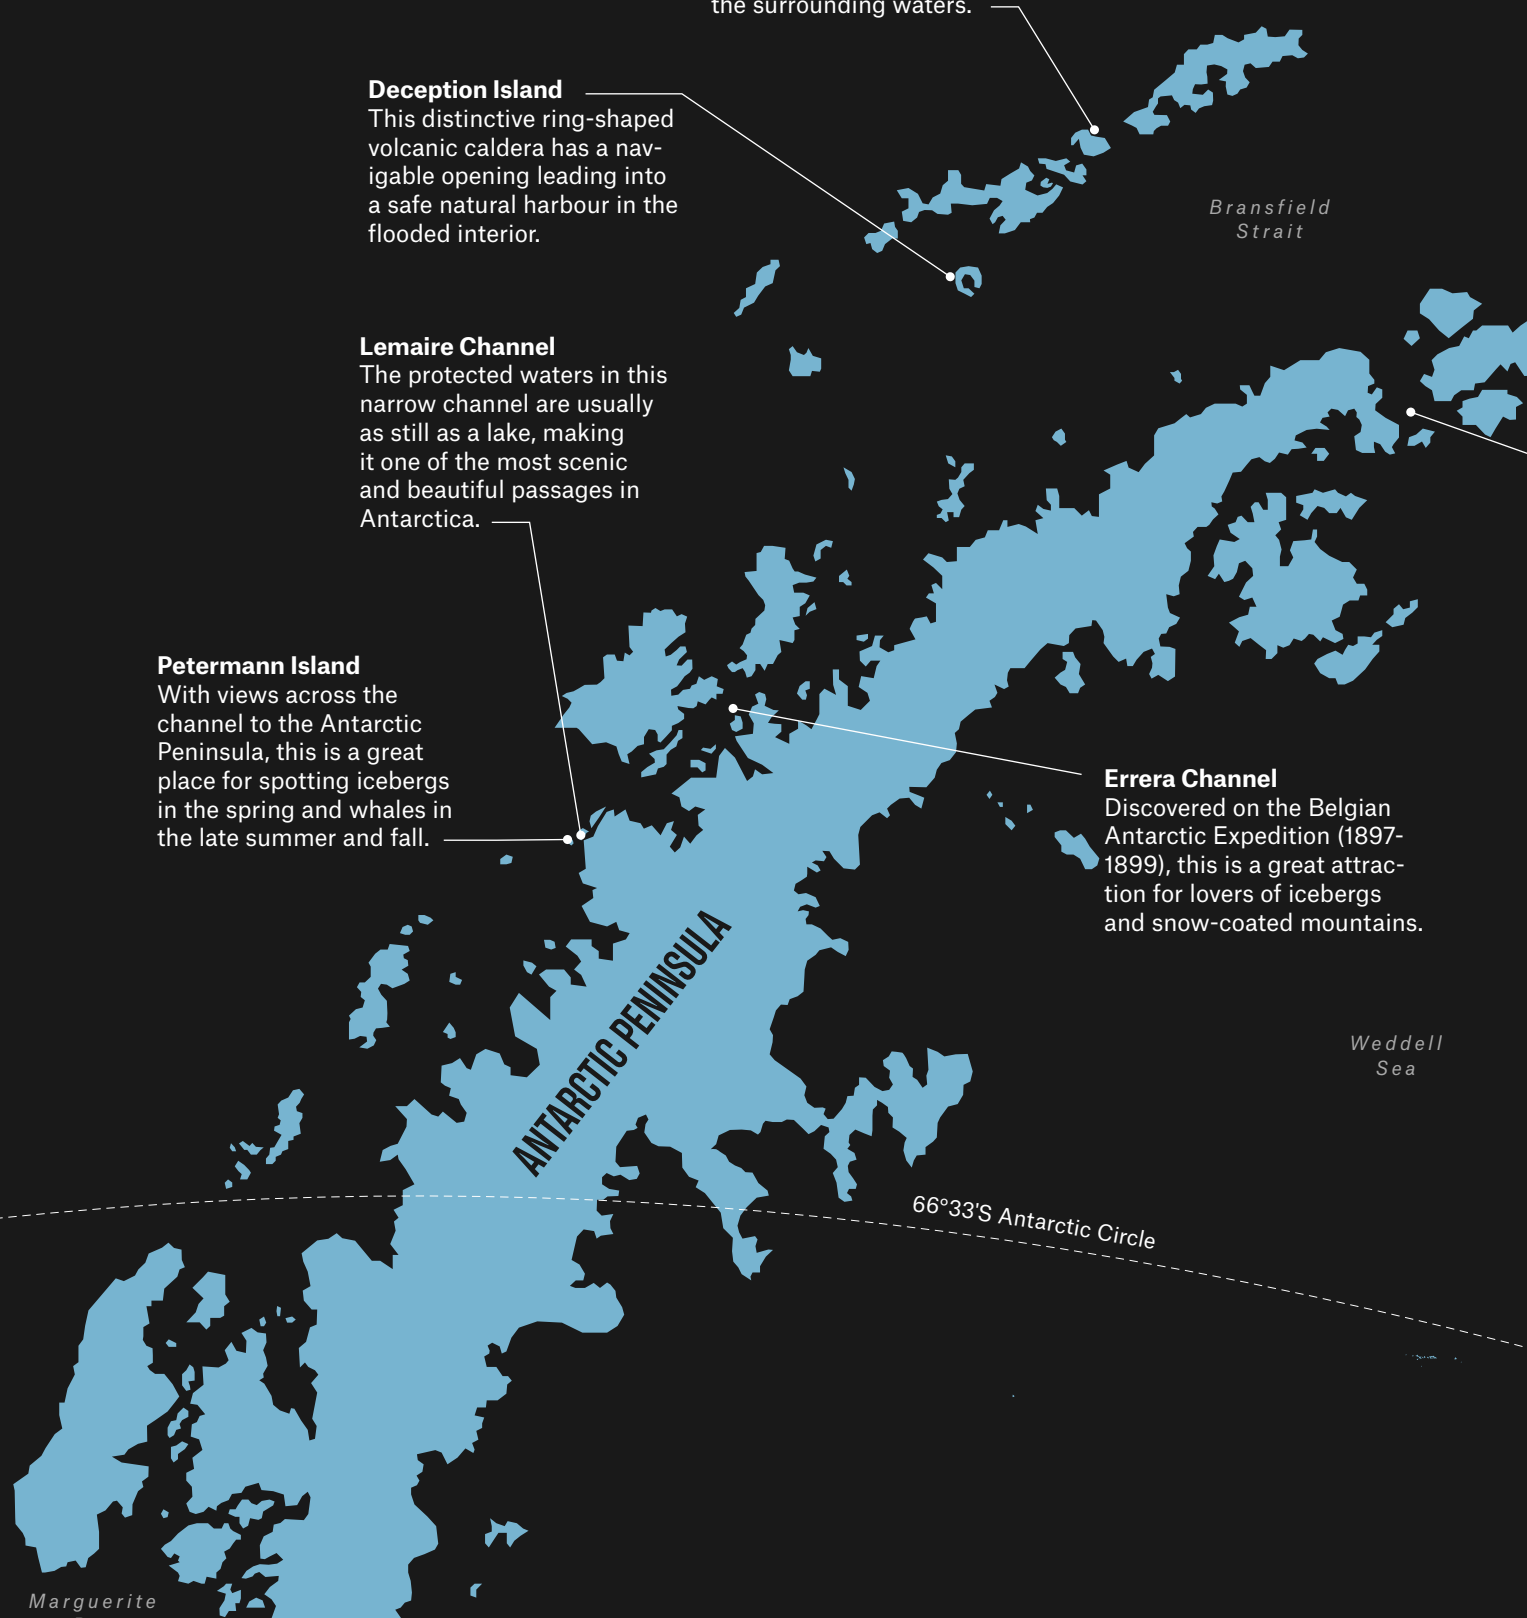 the surrounding waters.
Deception Island
This distinctive ring-shaped
volcanic caldera has a nav-
igable opening leading into
a safe natural harbour in the
flooded interior.
Bransfield
Strait
Lemaire Channel
The protected waters in this
narrow channel are usually
as still as a lake, making
it one of the most scenic
and beautiful passages in
Antarctica.
Petermann Island
With views across the
channel to the Antarctic
Peninsula, this is a great
place for spotting icebergs
in the spring and whales in
the late summer and fall.
Errera Channel
Discovered on the Belgian
Antarctic Expedition (1897-
1899), this is a great attrac-
tion for lovers of icebergs
and snow-coated mountains.
ANTARCTIC PENINSULA
Weddell
Sea
66°33'S Antarctic Circle
Marguerite